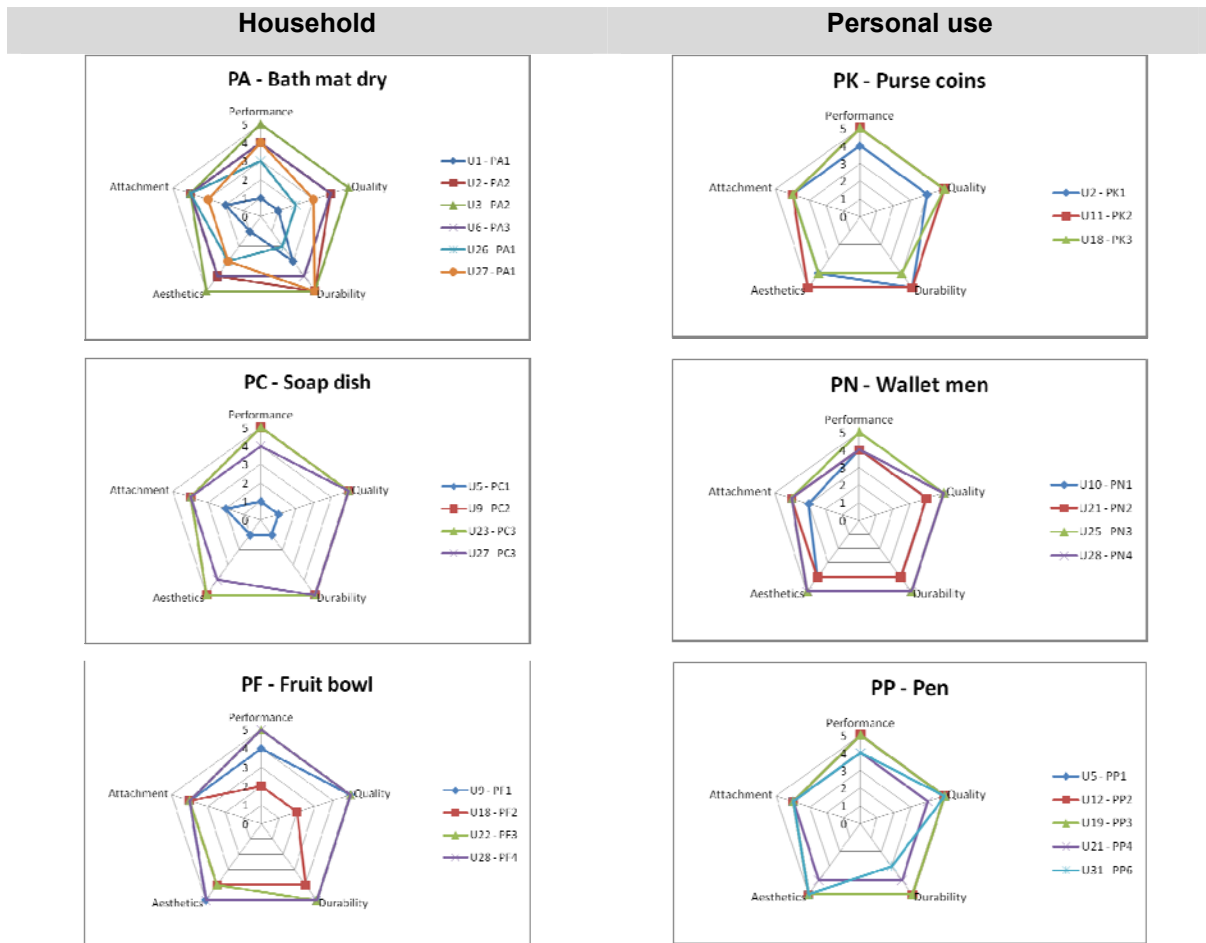 Household
Personal use
PA - Bath mat dry
Performance
5
4
3
2
1
0
Quality
Durability
Aesthetics
Attachment
U1 - PA1
U2 - PA2
U3 - PA2
U6 - PA3
U26 - PA1
U27 - PA1
PK - Purse coins
Performance
5
4
3
2
1
0
Quality
Durability
Aesthetics
Attachment
U2 - PK1
U11 - PK2
U18 - PK3
PC - Soap dish
Performance
5
4
3
2
1
0
Quality
Durability
Aesthetics
Attachment
U5 - PC1
U9 - PC2
U23 - PC3
U27 - PC3
PN - Wallet men
Performance
5
4
3
2
1
0
Quality
Durability
Aesthetics
Attachment
U10 - PN1
U21 - PN2
U25 - PN3
U28 - PN4
PF - Fruit bowl
Performance
5
4
3
2
1
0
Quality
Durability
Aesthetics
Attachment
U9 - PF1
U18 - PF2
U22 - PF3
U28 - PF4
PP - Pen
Performance
5
4
3
2
1
0
Quality
Durability
Aesthetics
Attachment
U5 - PP1
U12 - PP2
U19 - PP3
U21 - PP4
U31 - PP6